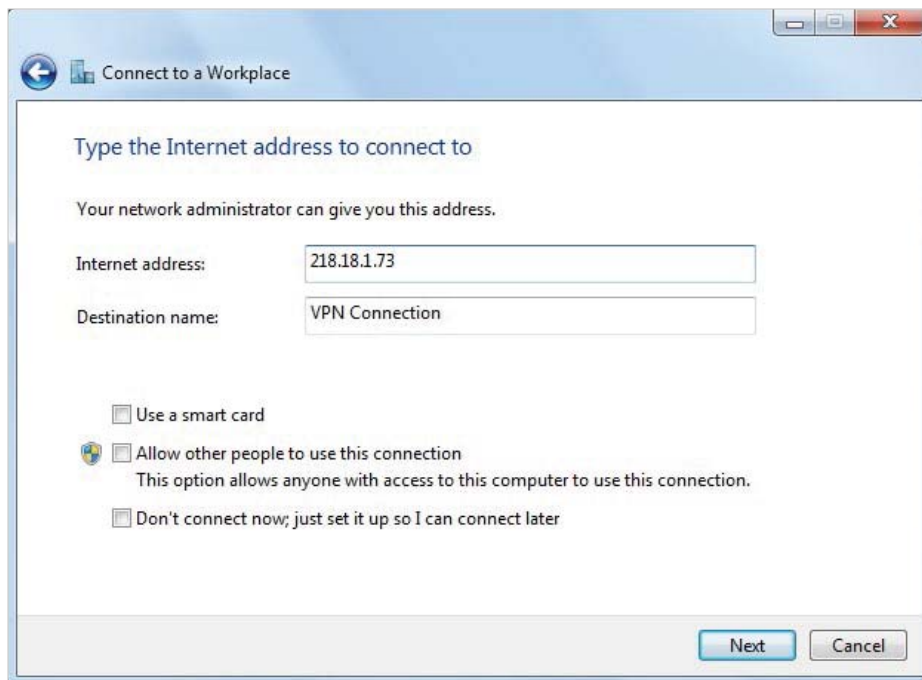 Connect to a Workplace
Type the Internet address to connect to
Your network administrator can give you this address.
Internet address: 218.18.1.73
Destination name: VPN Connection
Use a smart card
Allow other people to use this connection
This option allows anyone with access to this computer to use this connection.
Don't connect now; just set it up so I can connect later
Next Cancel